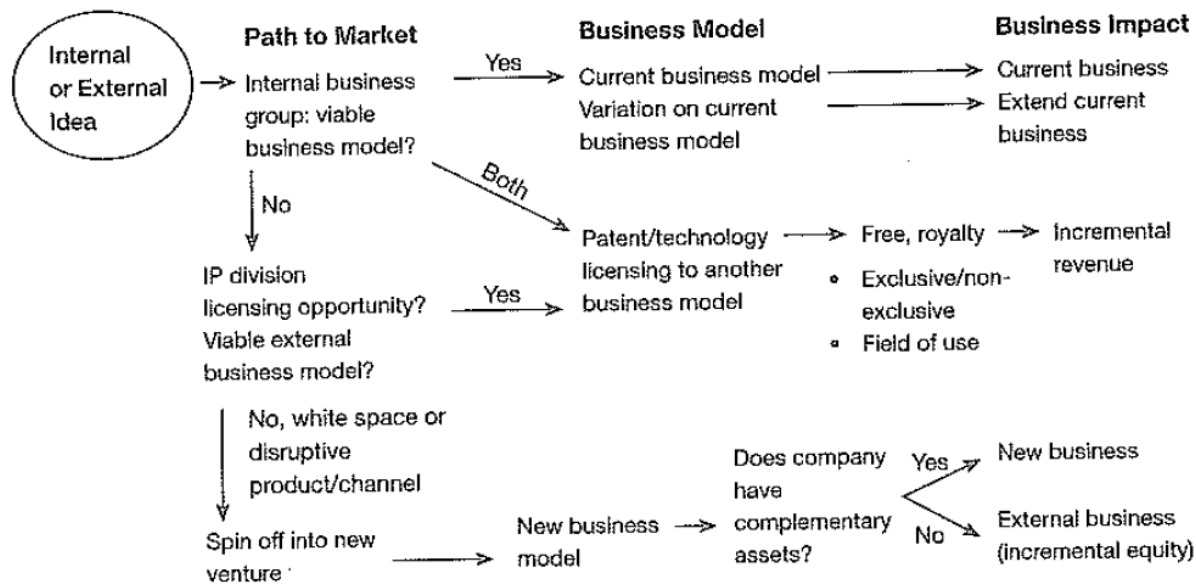 Internal
or External
Idea
Path to Market
Internal business
group: viable
business model?
Yes
Business Model
Current business model
Variation on current
business model
Business Impact
Current business
Extend current
business
Both
No
Patent/technology
licensing to another
business model
Free, royalty
• Exclusive/non-
exclusive
• Field of use
Incremental
revenue
IP division
licensing opportunity?
Viable external
business model?
Yes
No, white space or
disruptive
product/channel
Spin off into new
venture
New business
model
Does company
have
complementary
assets?
Yes
No
New business
External business
(incremental equity)